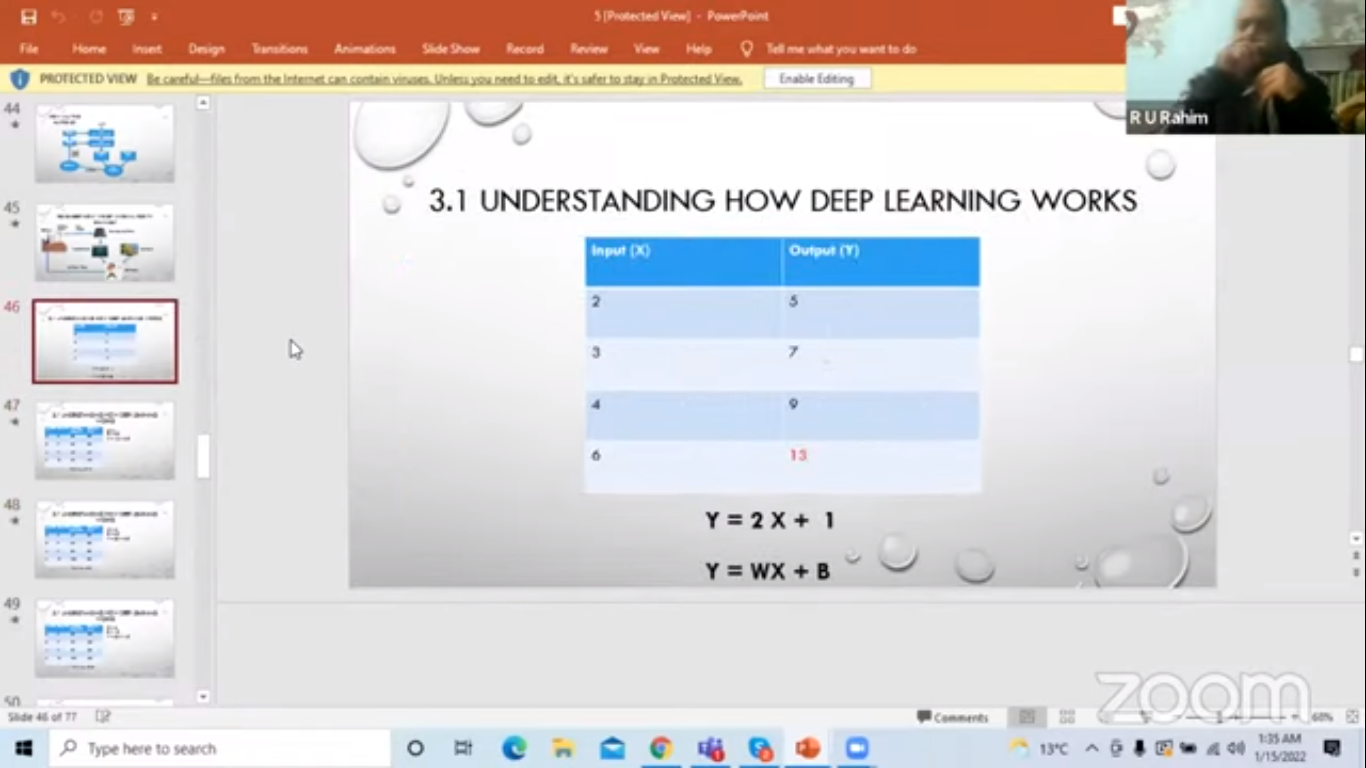 5 [Protected View] - PowerPoint
File Home Insert Design Transitions Animations Slide Show Record Review View Help Tell me what you want to do
PROTECTED VIEW Be careful—files from the Internet can contain viruses. Unless you need to edit, it's safer to stay in Protected View. Enable Editing
R U Rahim
44
45
46
47
48
49
50
3.1 UNDERSTANDING HOW DEEP LEARNING WORKS
Input (X) Output (Y)
2 5
3 7
4 9
6 13
Y = 2 X + 1
Y = WX + B
zoom
Slide 46 of 77 Comments 68%
Type here to search 13°C 1:35 AM
1/15/2022